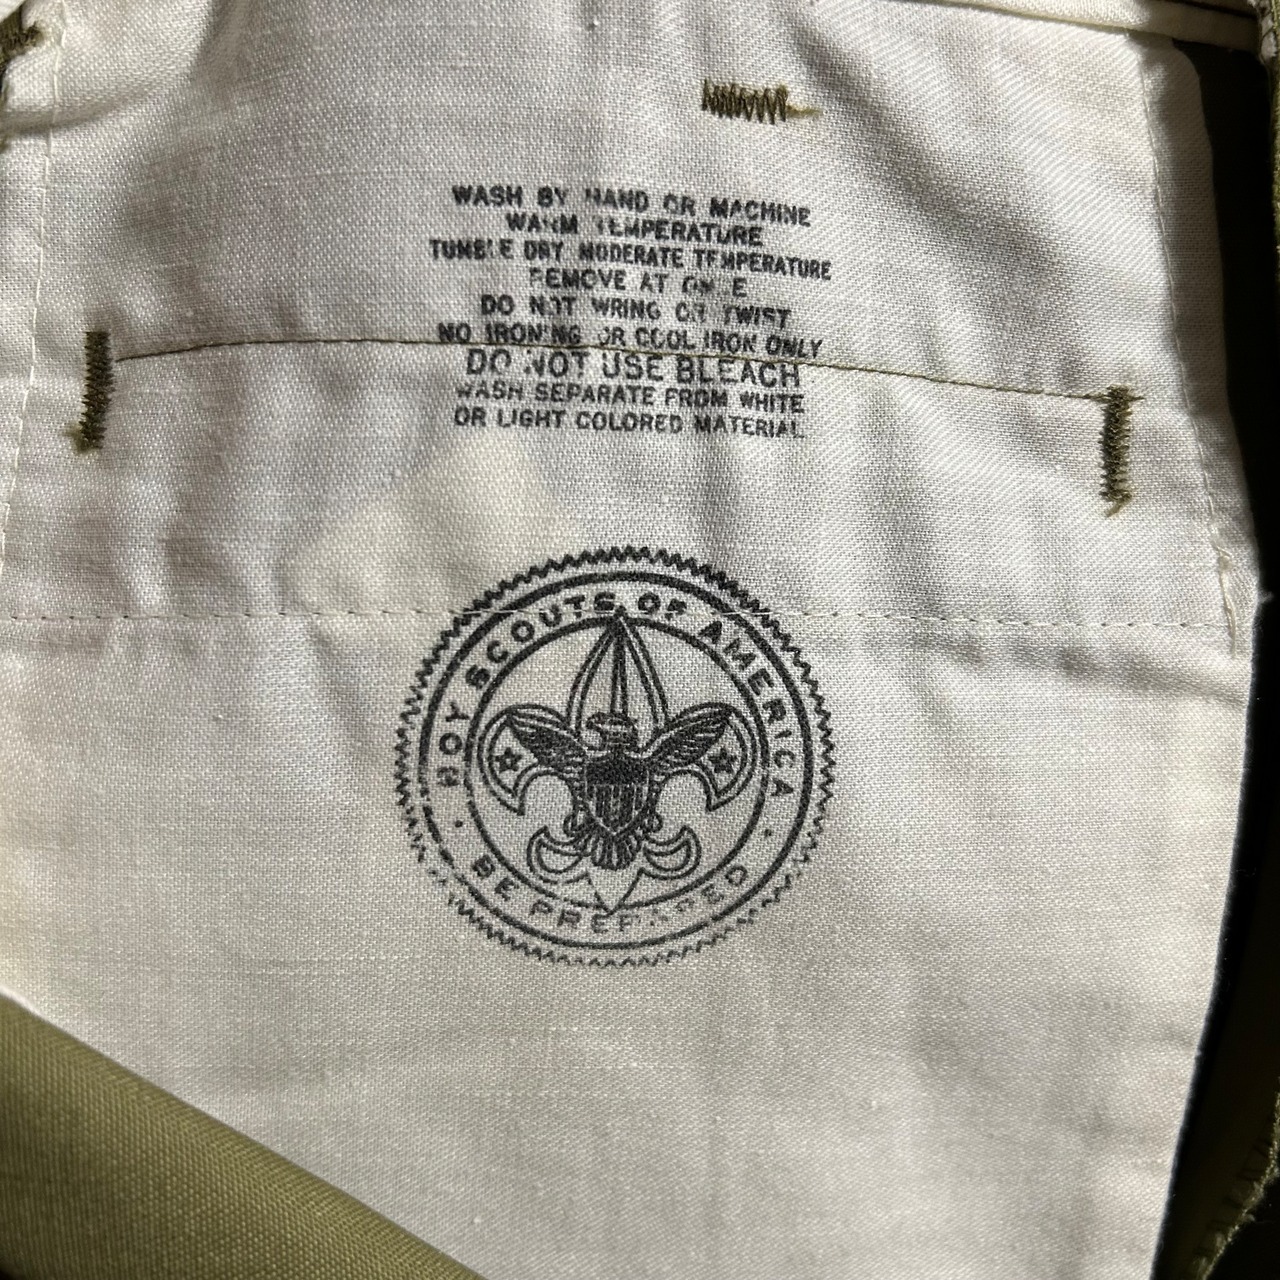 WASH BY HAND OR MACHINE
WARM TEMPERATURE
TUMBLE DRY MODERATE TEMPERATURE
REMOVE AT ONCE
DO NOT WRING OR TWIST
NO IRONING OR COOL IRON ONLY
DO NOT USE BLEACH
WASH SEPARATE FROM WHITE
OR LIGHT COLORED MATERIAL
BOY SCOUTS OF AMERICA
· BE PREPARED ·